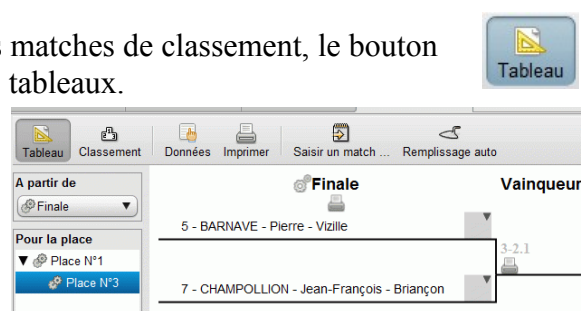 s matches de classement, le bouton
Tableau
tableaux.
Tableau Classement Données Imprimer Saisir un match ... Remplissage auto
A partir de
Finale
Finale Vainqueur
Pour la place
5 - BARNAVE - Pierre - Vizille
Place N°1
3-2.1
Place N°3
7 - CHAMPOLLION - Jean-François - Briançon